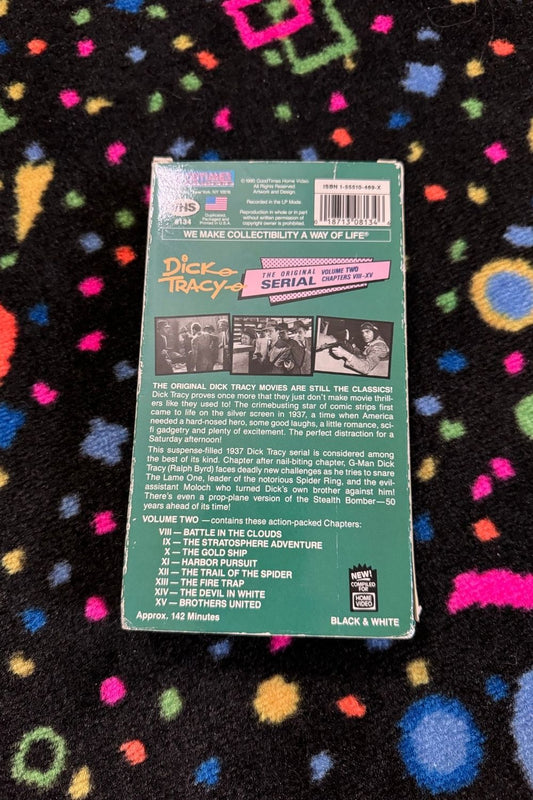 GOODTIMES
New York, NY 10016
VHS
8134
Duplicated,
Packaged and
Printed in U.S.A.
© 1990 GoodTimes Home Video
All Rights Reserved
Artwork and Design.
Recorded in the LP Mode.
Reproduction in whole or in part
without written permission of
copyright owner is prohibited.
ISBN 1-55510-469-X
18713 08134
WE MAKE COLLECTIBILITY A WAY OF LIFE®
DICK
TRACY
THE ORIGINAL
SERIAL
VOLUME TWO
CHAPTERS VIII-XV
THE ORIGINAL DICK TRACY MOVIES ARE STILL THE CLASSICS!
Dick Tracy proves once more that they just don't make movie thrill-
ers like they used to! The crimebusting star of comic strips first
came to life on the silver screen in 1937, a time when America
needed a hard-nosed hero, some good laughs, a little romance, sci-
fi gadgetry and plenty of excitement. The perfect distraction for a
Saturday afternoon!
This suspense-filled 1937 Dick Tracy serial is considered among
the best of its kind. Chapter after nail-biting chapter, G-Man Dick
Tracy (Ralph Byrd) faces deadly new challenges as he tries to snare
The Lame One, leader of the notorious Spider Ring, and the evil-
assistant Moloch who turned Dick's own brother against him!
There's even a prop-plane version of the Stealth Bomber—50
years ahead of its time!
VOLUME TWO — contains these action-packed Chapters:
VIII — BATTLE IN THE CLOUDS
IX — THE STRATOSPHERE ADVENTURE
X — THE GOLD SHIP
XI — HARBOR PURSUIT
XII — THE TRAIL OF THE SPIDER
XIII — THE FIRE TRAP
XIV — THE DEVIL IN WHITE
XV — BROTHERS UNITED
Approx. 142 Minutes
NEW!
COMPILED
FOR
HOME
VIDEO
BLACK & WHITE